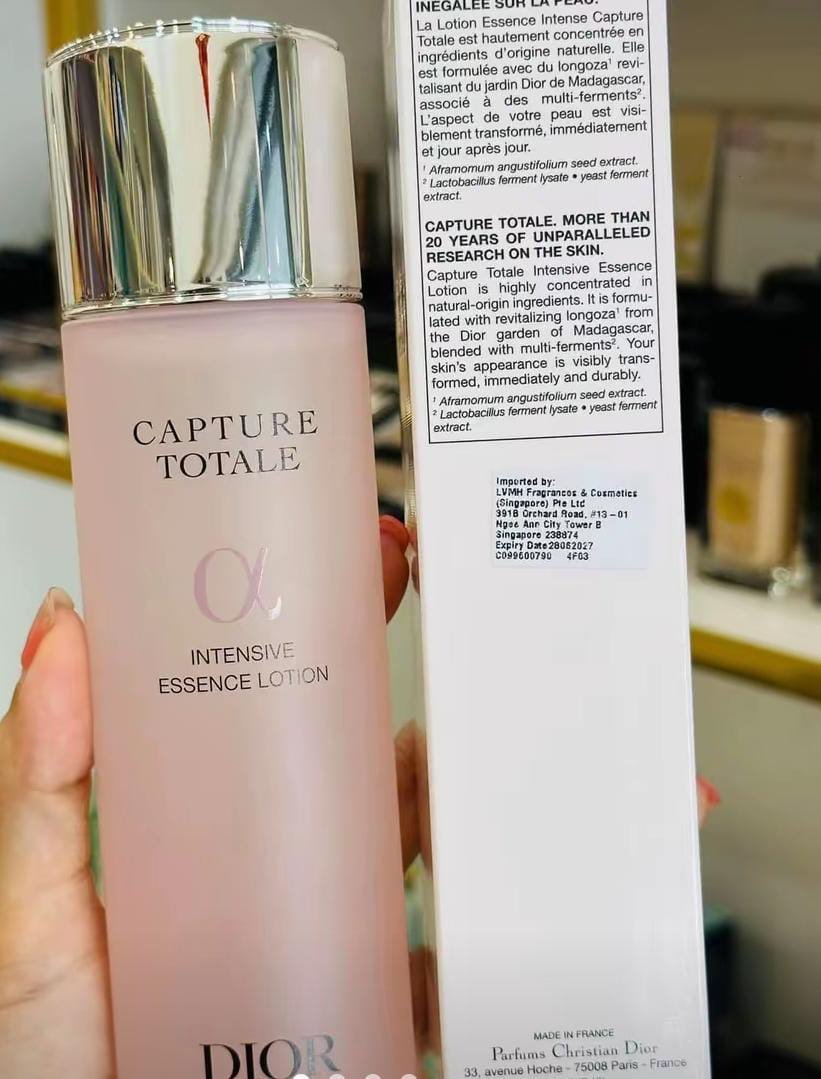 CAPTURE
TOTALE
α
INTENSIVE
ESSENCE LOTION
DIOR
INÉGALÉE SUR LA PEAU.
La Lotion Essence Intense Capture
Totale est hautement concentrée en
ingrédients d'origine naturelle. Elle
est formulée avec du longoza¹ revi-
talisant du jardin Dior de Madagascar,
associé à des multi-ferments².
L'aspect de votre peau est visi-
blement transformé, immédiatement
et jour après jour.
¹ Aframomum angustifolium seed extract.
² Lactobacillus ferment lysate • yeast ferment
extract.
CAPTURE TOTALE. MORE THAN
20 YEARS OF UNPARALLELED
RESEARCH ON THE SKIN.
Capture Totale Intensive Essence
Lotion is highly concentrated in
natural-origin ingredients. It is formu-
lated with revitalizing longoza¹ from
the Dior garden of Madagascar,
blended with multi-ferments². Your
skin's appearance is visibly trans-
formed, immediately and durably.
¹ Aframomum angustifolium seed extract.
² Lactobacillus ferment lysate • yeast ferment
extract.
Imported by:
LVMH Fragrances & Cosmetics
(Singapore) Pte Ltd
391B Orchard Road, #13-01
Ngee Ann City Tower B
Singapore 238874
Expiry Date 28052027
C099600790 4F03
MADE IN FRANCE
Parfums Christian Dior
33, avenue Hoche - 75008 Paris - France